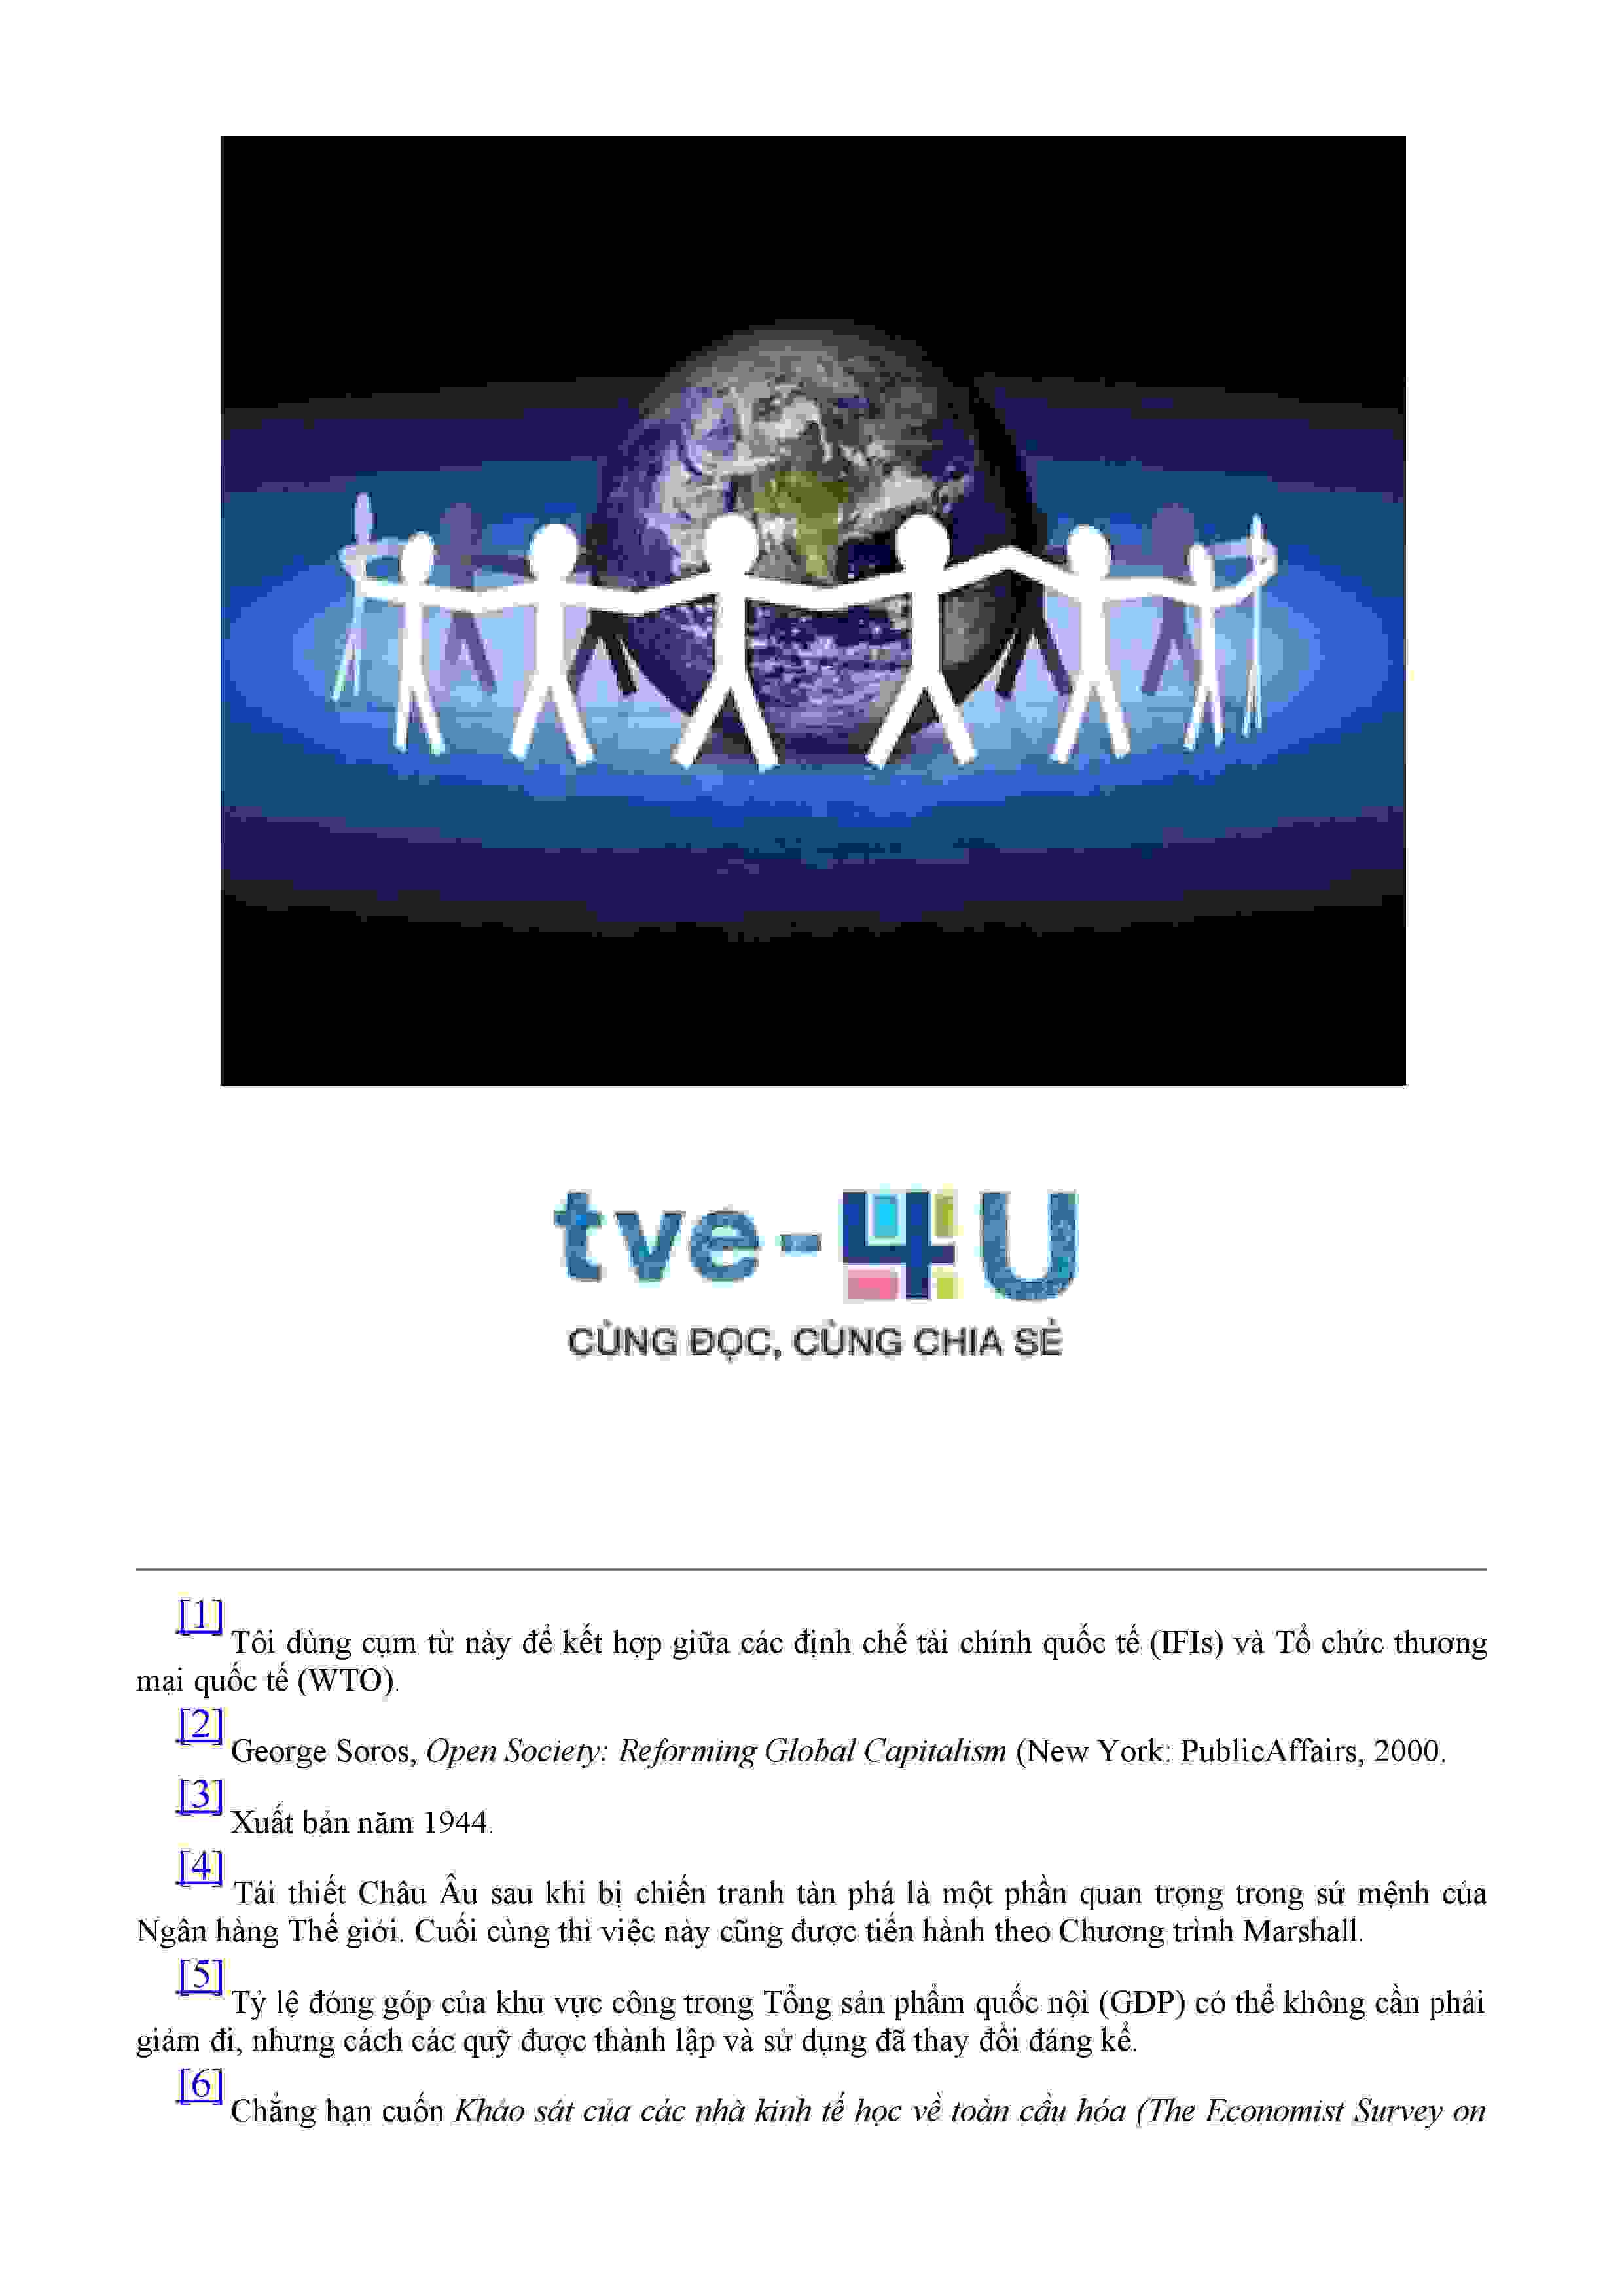 tve-4U
CÙNG ĐỌC, CÙNG CHIA SẺ
[1]
Tôi dùng cụm từ này để kết hợp giữa các định chế tài chính quốc tế (IFIs) và Tổ chức thương
mại quốc tế (WTO).
[2]
George Soros, Open Society: Reforming Global Capitalism (New York: PublicAffairs, 2000.
[3]
Xuất bản năm 1944.
[4]
Tái thiết Châu Âu sau khi bị chiến tranh tàn phá là một phần quan trọng trong sứ mệnh của
Ngân hàng Thế giới. Cuối cùng thì việc này cũng được tiến hành theo Chương trình Marshall.
[5]
Tỷ lệ đóng góp của khu vực công trong Tổng sản phẩm quốc nội (GDP) có thể không cần phải
giảm đi, nhưng cách các quỹ được thành lập và sử dụng đã thay đổi đáng kể.
[6]
Chẳng hạn cuốn Khảo sát của các nhà kinh tế học về toàn cầu hóa (The Economist Survey on